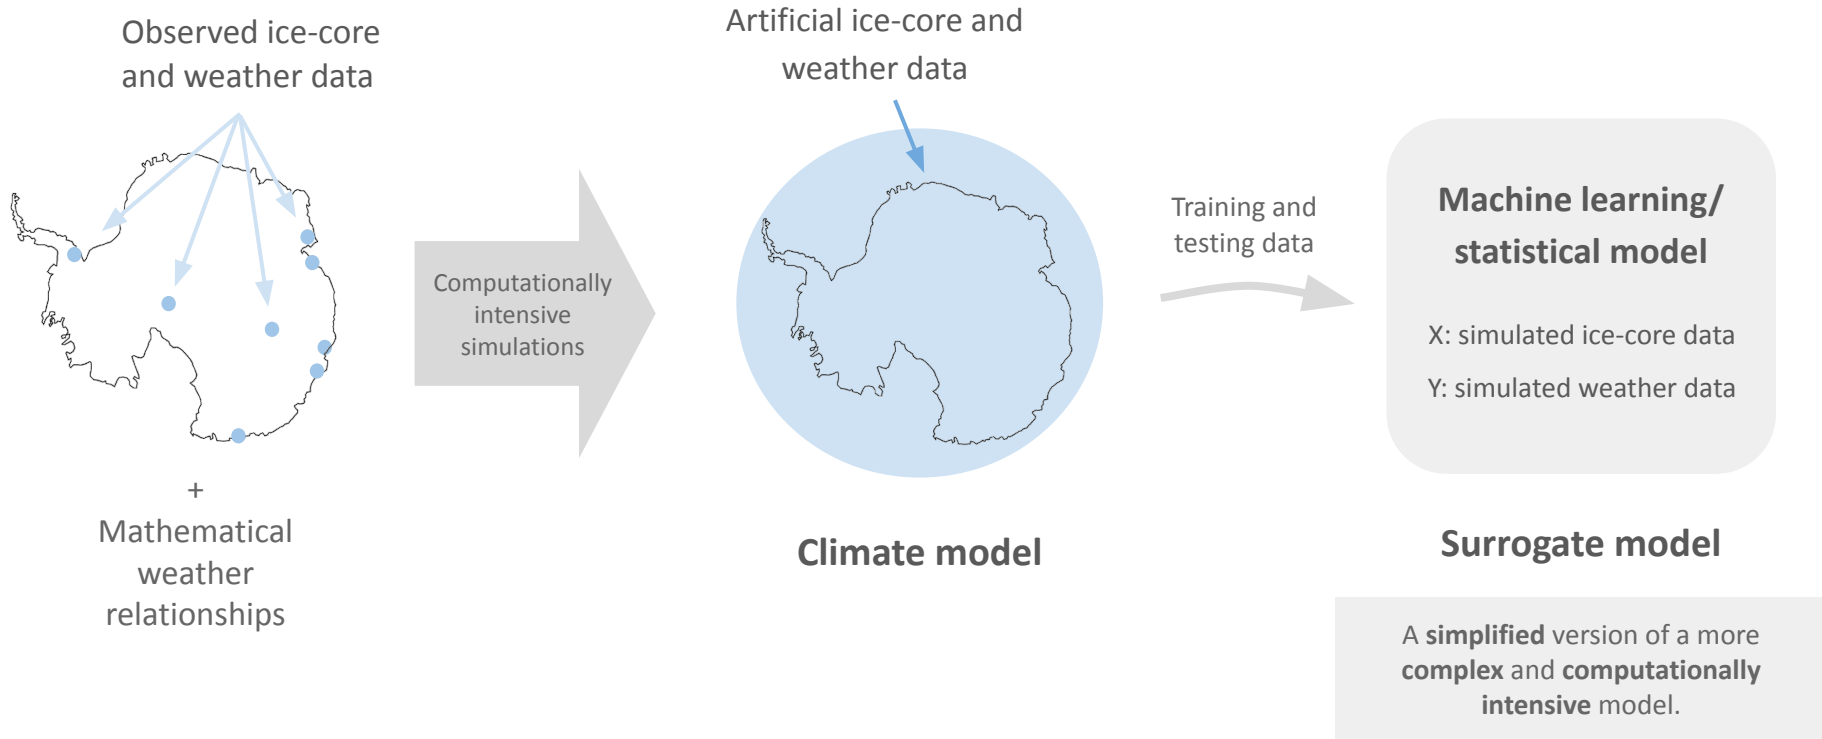 Observed ice-core
and weather data
+
Mathematical
weather
relationships
Computationally
intensive
simulations
Artificial ice-core and
weather data
Climate model
Training and
testing data
Machine learning/
statistical model
X: simulated ice-core data
Y: simulated weather data
Surrogate model
A simplified version of a more
complex and computationally
intensive model.